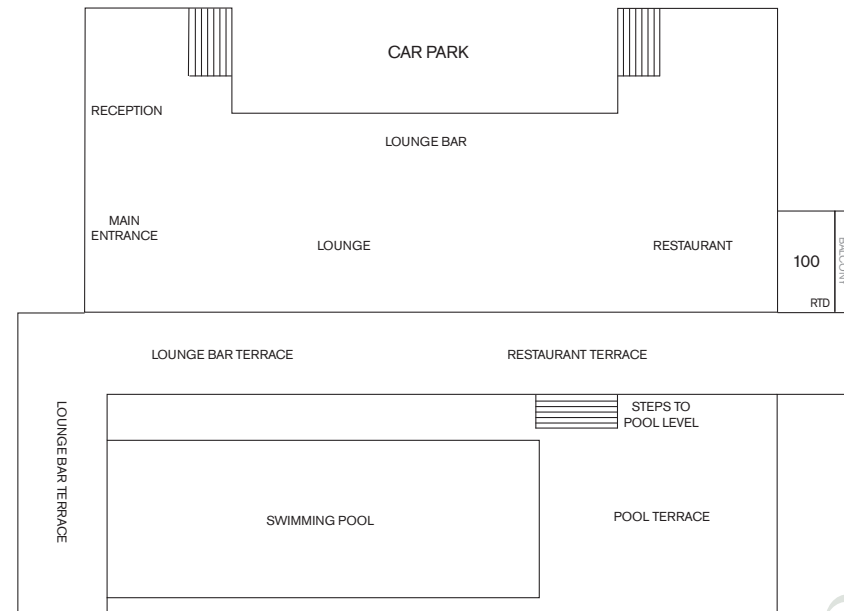 CAR PARK
RECEPTION
LOUNGE BAR
MAIN
ENTRANCE
LOUNGE
RESTAURANT
100
BALCONY
RTD
LOUNGE BAR TERRACE
RESTAURANT TERRACE
LOUNGE BAR TERRACE
STEPS TO
POOL LEVEL
SWIMMING POOL
POOL TERRACE